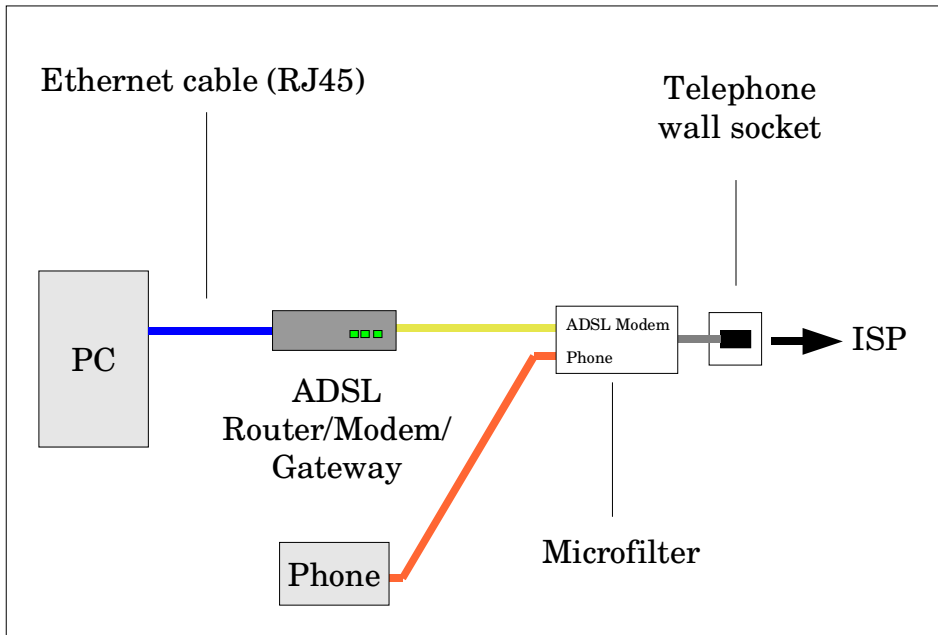 Ethernet cable (RJ45)
Telephone
wall socket
PC
ADSL
Router/Modem/
Gateway
ADSL Modem
Phone
ISP
Microfilter
Phone